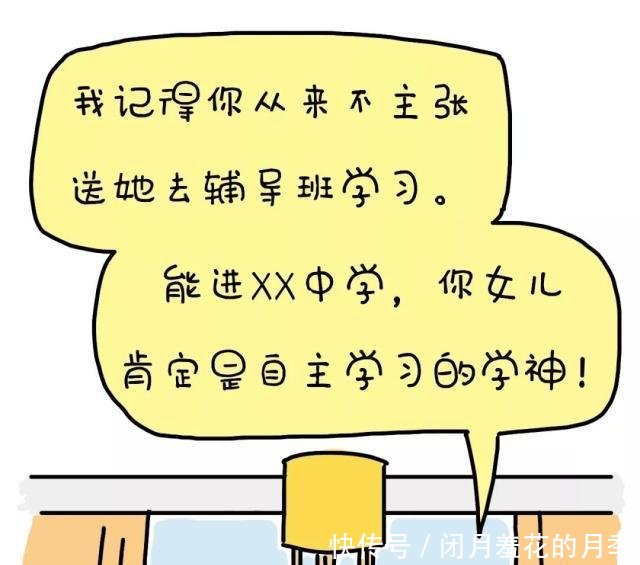 我记得你从来不主张
送她去辅导班学习。
能进XX中学，你女儿
肯定是自主学习的学神！
快传号 / 闭月羞花的月季